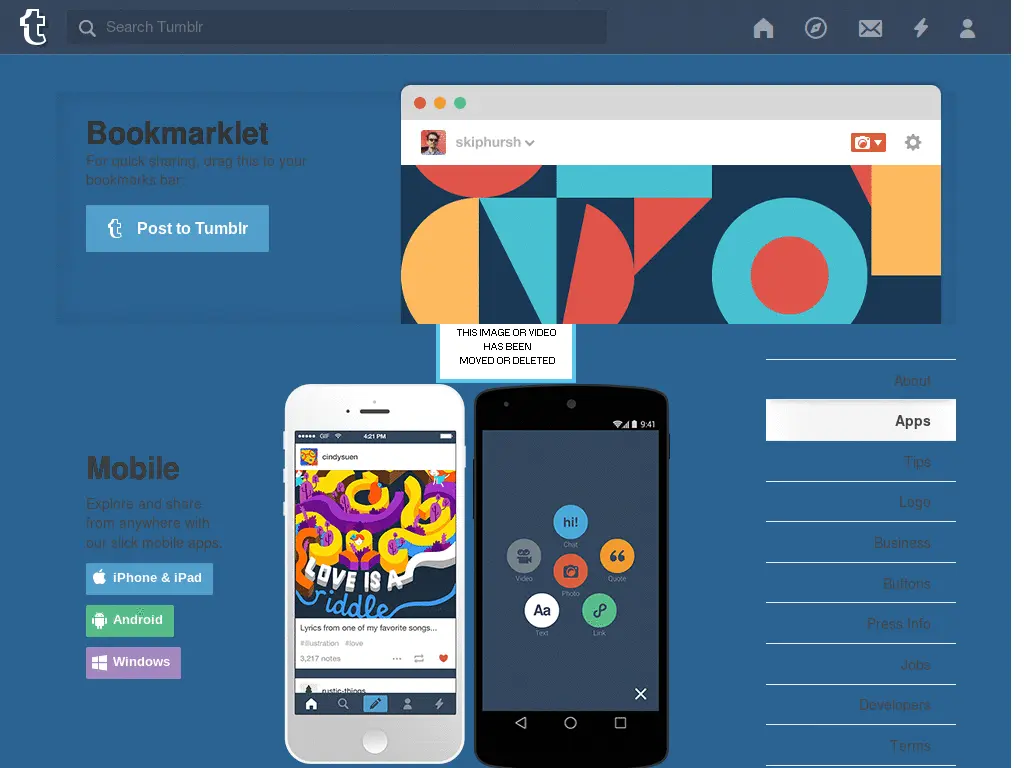 t
Search Tumblr
Bookmarklet
For quick sharing, drag this to your
bookmarks bar:
t Post to Tumblr
skiphursh
THIS IMAGE OR VIDEO
HAS BEEN
MOVED OR DELETED
Mobile
Explore and share
from anywhere with
our slick mobile apps.
iPhone & iPad
Android
Windows
GIF 4:21 PM
cindysuen
LOVE IS A
riddle
Lyrics from one of my favorite songs...
#illustration #love
3,217 notes
rustic-things
9:41
hi!
Chat
Video
Quote
Photo
Aa
Text
Link
About
Apps
Tips
Logo
Business
Buttons
Press Info
Jobs
Developers
Terms